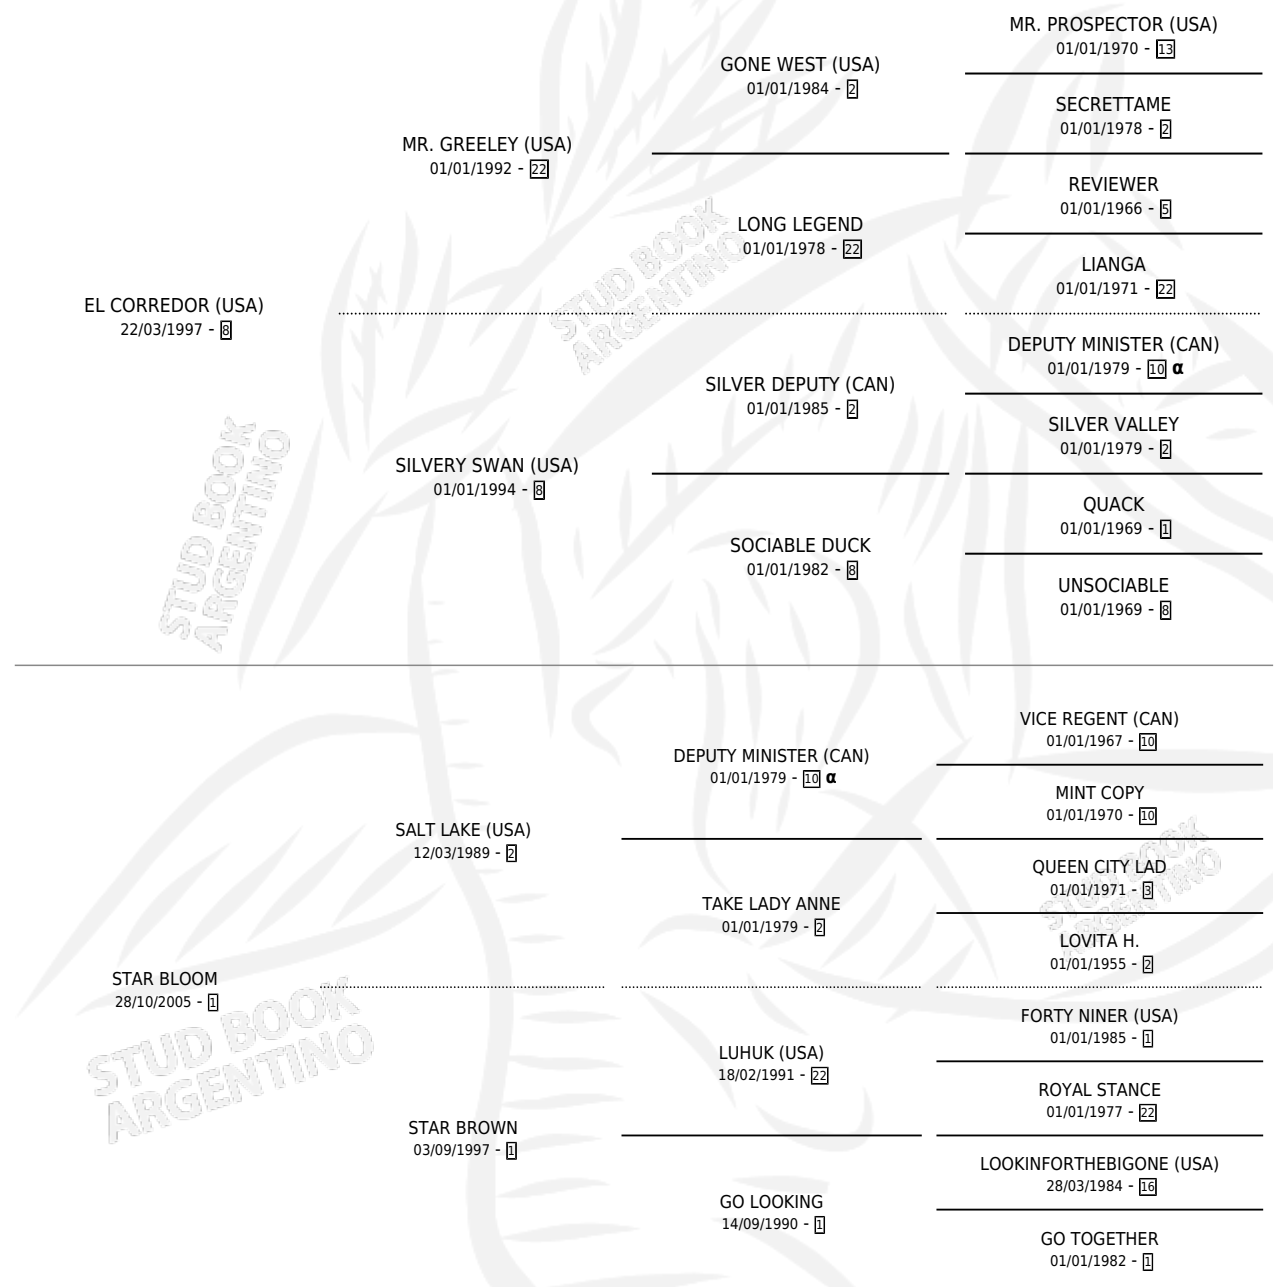 MR. PROSPECTOR (USA)
01/01/1970 - 13
GONE WEST (USA)
01/01/1984 - 2
SECRETTAME
01/01/1978 - 2
MR. GREELEY (USA)
01/01/1992 - 22
REVIEWER
01/01/1966 - 5
LONG LEGEND
01/01/1978 - 22
LIANGA
01/01/1971 - 22
EL CORREDOR (USA)
22/03/1997 - 8
DEPUTY MINISTER (CAN)
01/01/1979 - 10 α
SILVER DEPUTY (CAN)
01/01/1985 - 2
SILVER VALLEY
01/01/1979 - 2
SILVERY SWAN (USA)
01/01/1994 - 8
QUACK
01/01/1969 - 1
SOCIABLE DUCK
01/01/1982 - 8
UNSOCIABLE
01/01/1969 - 8
STUD BOOK
ARGENTINO
STUD BOOK
ARGENTINO
VICE REGENT (CAN)
01/01/1967 - 10
DEPUTY MINISTER (CAN)
01/01/1979 - 10 α
MINT COPY
01/01/1970 - 10
SALT LAKE (USA)
12/03/1989 - 2
QUEEN CITY LAD
01/01/1971 - 3
TAKE LADY ANNE
01/01/1979 - 2
LOVITA H.
01/01/1955 - 2
STAR BLOOM
28/10/2005 - 1
FORTY NINER (USA)
01/01/1985 - 1
LUHUK (USA)
18/02/1991 - 22
ROYAL STANCE
01/01/1977 - 22
STAR BROWN
03/09/1997 - 1
LOOKINFORTHEBIGONE (USA)
28/03/1984 - 16
GO LOOKING
14/09/1990 - 1
GO TOGETHER
01/01/1982 - 1
STUD BOOK
ARGENTINO
STUD BOOK
ARGENTINO